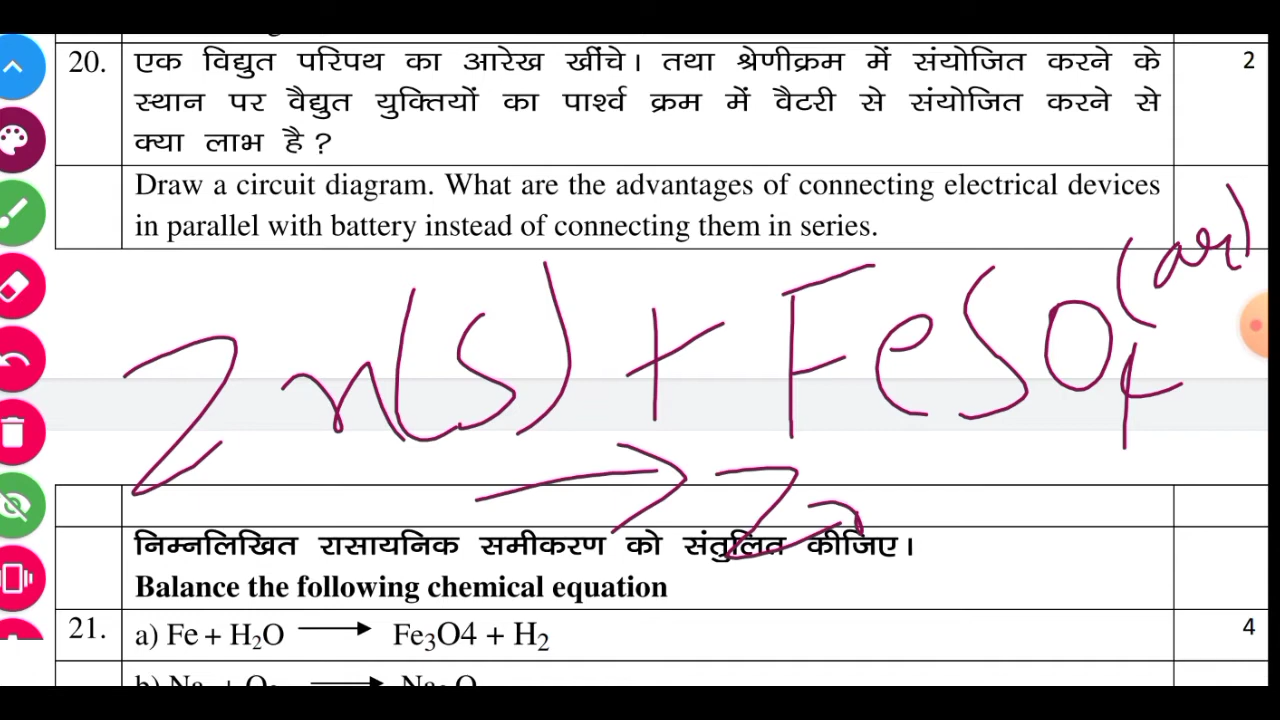 20. एक विद्युत परिपथ का आरेख खींचे। तथा श्रेणीक्रम में संयोजित करने के 2
स्थान पर वैद्युत युक्तियों का पार्श्व क्रम में वैटरी से संयोजित करने से
क्या लाभ है ?
Draw a circuit diagram. What are the advantages of connecting electrical devices
in parallel with battery instead of connecting them in series.
Zn(s) + FeSO4 (aq)
→ Zn
निम्नलिखित रासायनिक समीकरण को संतुलित कीजिए।
Balance the following chemical equation
21. a) Fe + H₂O ⟶ Fe₃O4 + H₂ 4